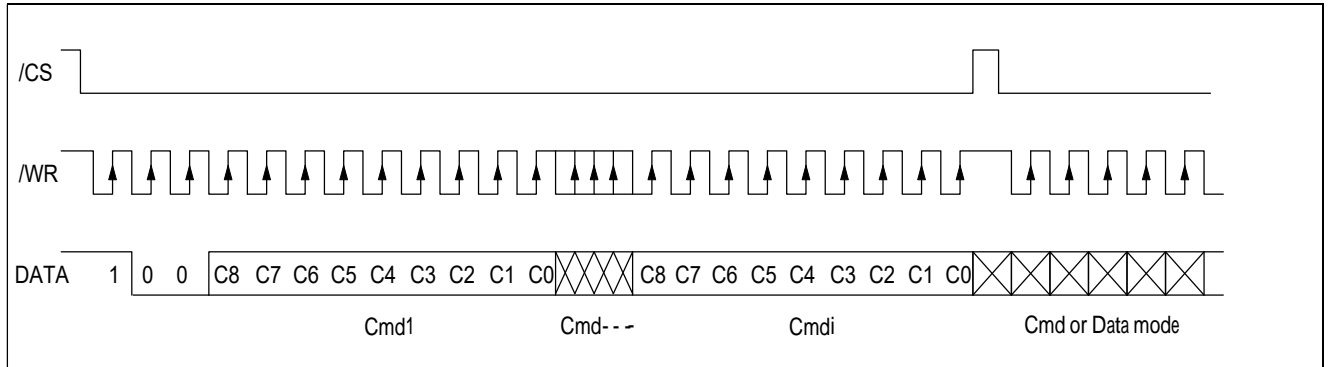 /CS
/WR
DATA 1 0 0 C8 C7 C6 C5 C4 C3 C2 C1 C0 C8 C7 C6 C5 C4 C3 C2 C1 C0
Cmd1 Cmd--- Cmdi Cmd or Data mode